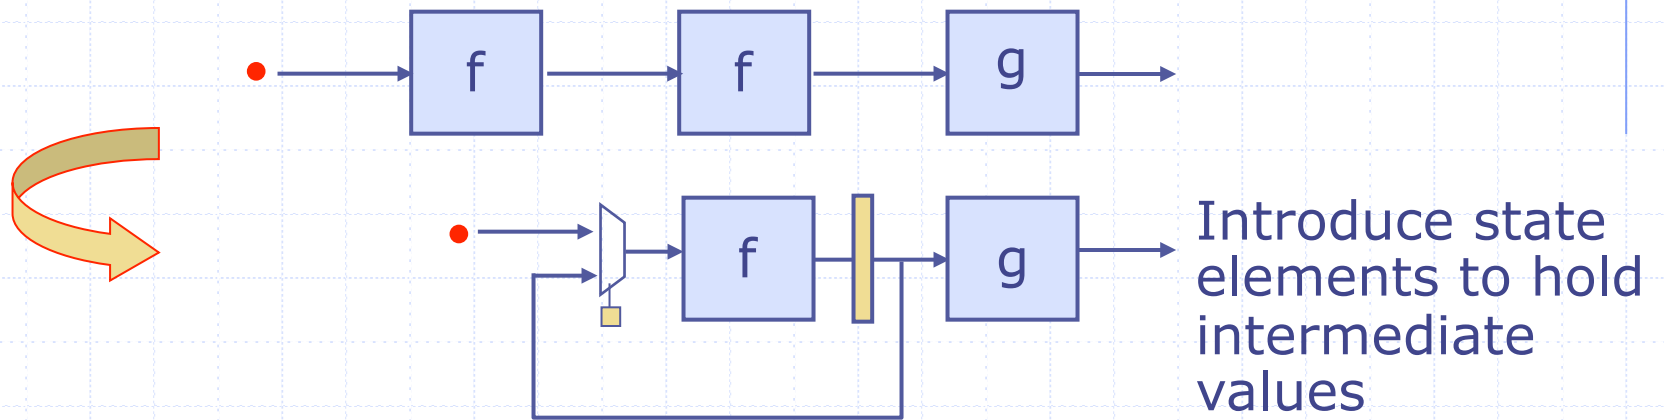 f f g
f g
Introduce state
elements to hold
intermediate
values